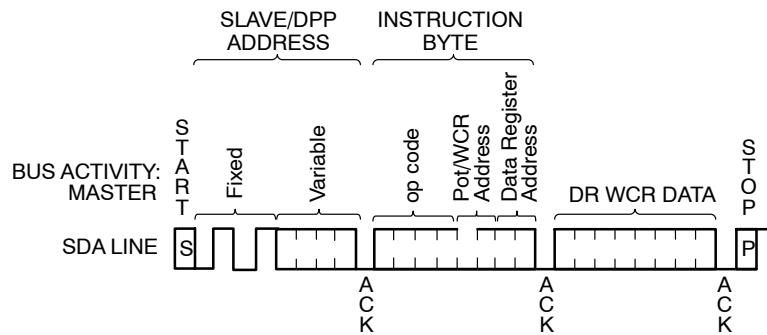 SLAVE/DPP
ADDRESS
INSTRUCTION
BYTE
BUS ACTIVITY:
MASTER
START
Fixed
Variable
op code
Pot/WCR
Address
Data Register
Address
DR WCR DATA
STOP
SDA LINE
S
P
ACK
ACK
ACK